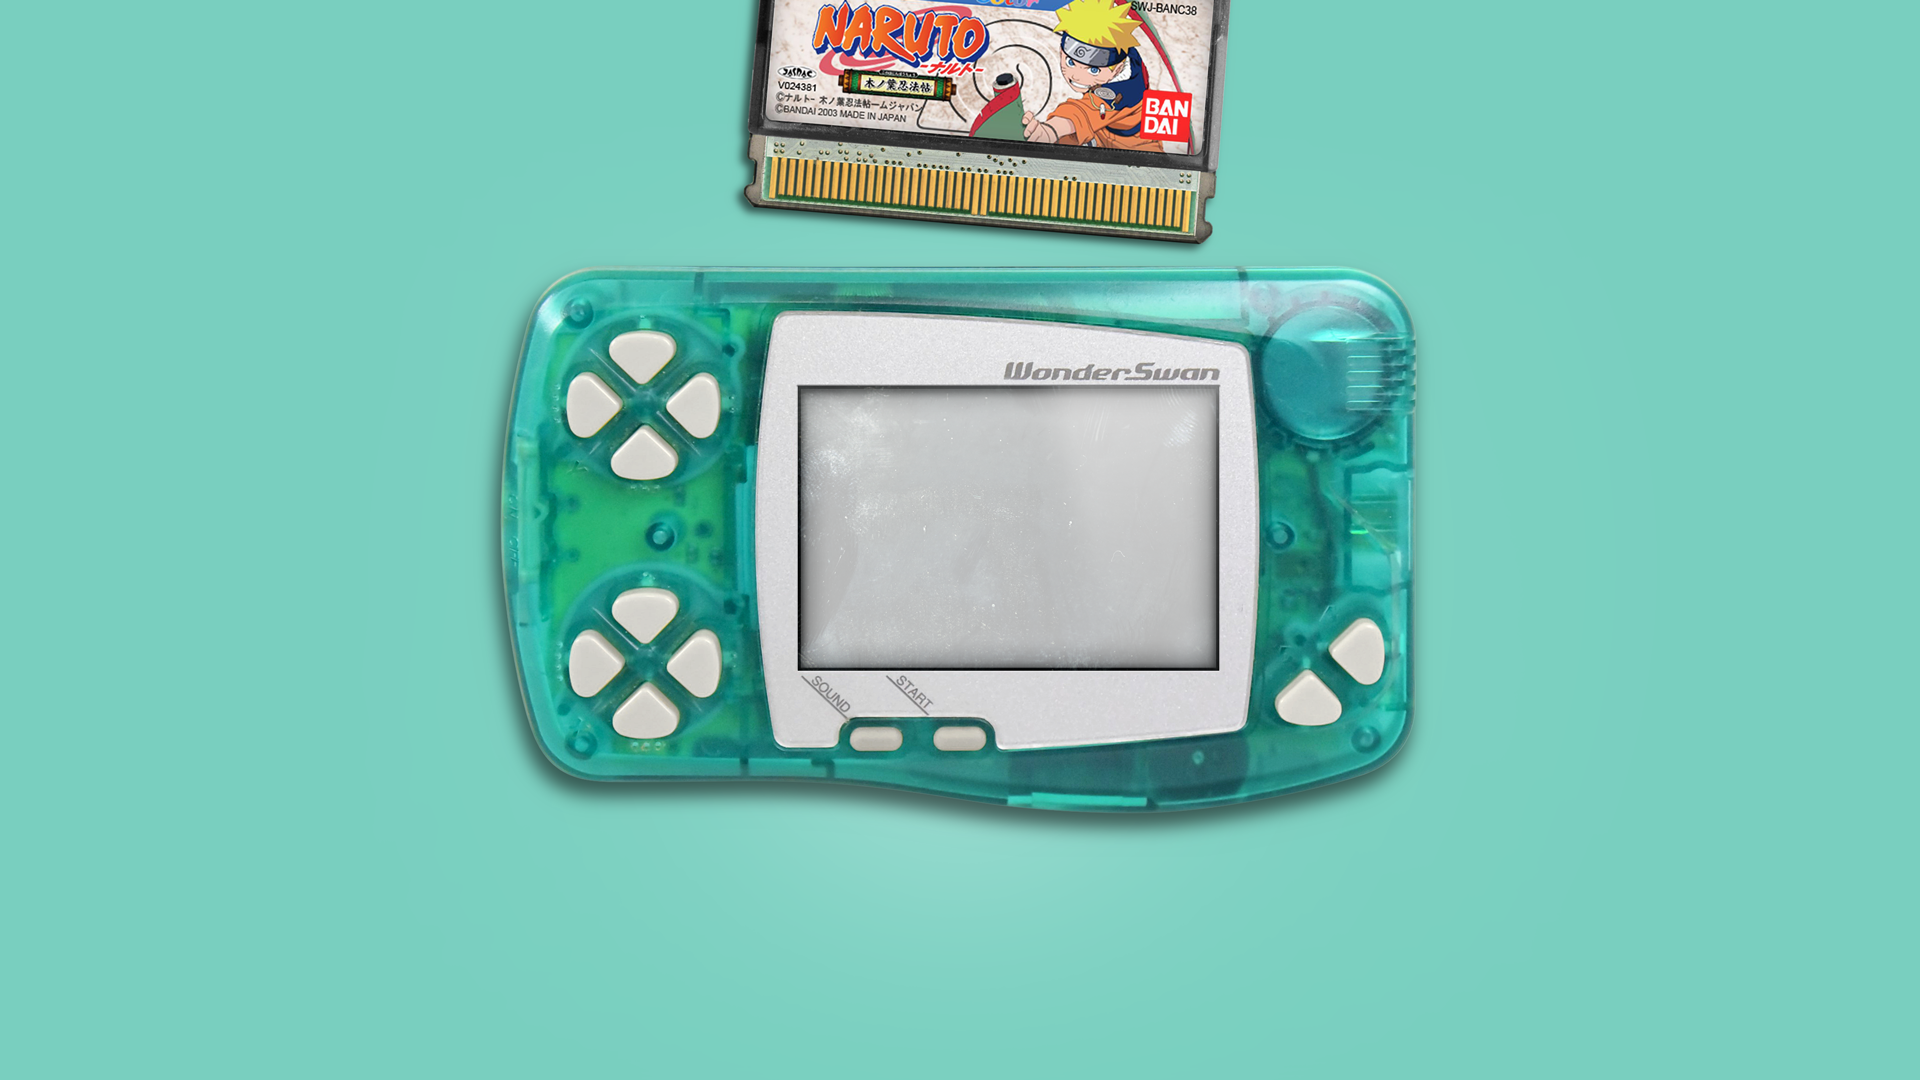 Color
SWJ-BANC38
NARUTO
-ナルト-
JASRAC
V024381
木ノ葉忍法帖
©ナルト- 木ノ葉忍法帖ームジャパン
©BANDAI 2003 MADE IN JAPAN
BAN
DAI
WonderSwan
SOUND
START